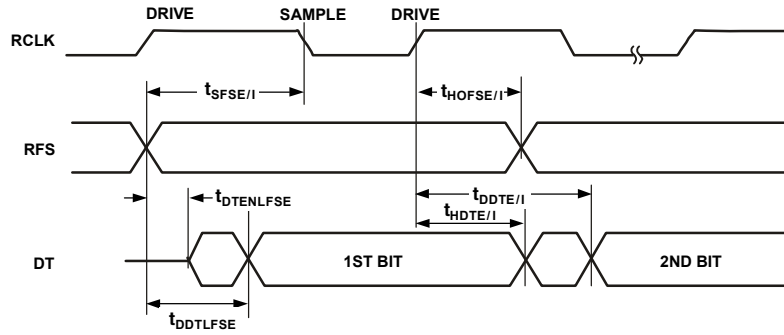 DRIVE SAMPLE DRIVE
RCLK
tSFSE/I tHOFSE/I
RFS
tDDTE/I
tDTENLFSE
tHDTE/I
DT 1ST BIT 2ND BIT
tDDTLFSE